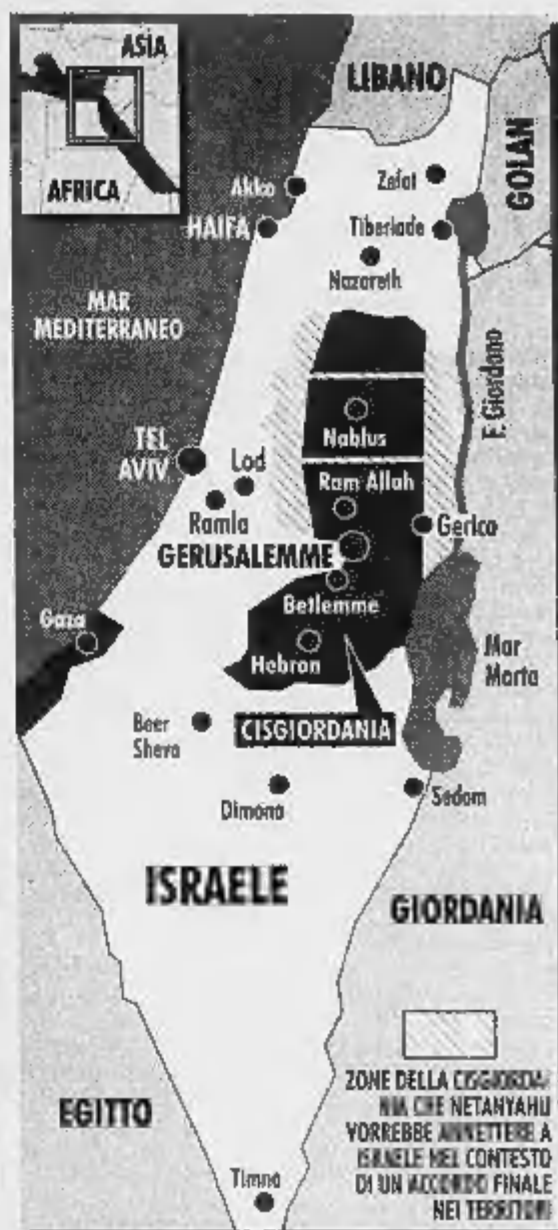 ASIA
AFRICA
LIBANO
GOLAN
Akko
Zefat
HAIFA
Tiberiade
Nazareth
MAR
MEDITERRANEO
F. Giordano
Nablus
TEL
AVIV
Lod
Ram Allah
Ramla
Gerico
GERUSALEMME
Betlemme
Gaza
Hebron
Mar
Morto
Beer
Sheva
CISGIORDANIA
Dimona
Sedom
ISRAELE
GIORDANIA
EGITTO
ZONE DELLA CISGIORDA-
NIA CHE NETANYAHU
VORREBBE ANNETTERE A
ISRAELE NEL CONTESTO
DI UN ACCORDO FINALE
NEI TERRITORI
Timna